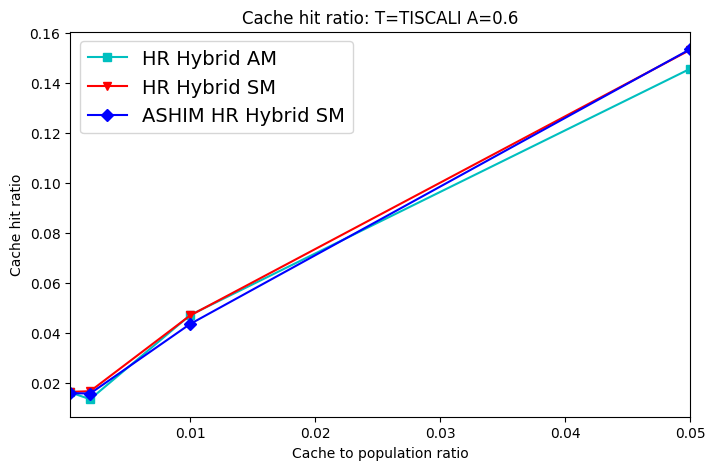 Cache hit ratio: T=TISCALI A=0.6
HR Hybrid AM
HR Hybrid SM
ASHIM HR Hybrid SM
Cache hit ratio
0.16
0.14
0.12
0.10
0.08
0.06
0.04
0.02
0.01 0.02 0.03 0.04 0.05
Cache to population ratio